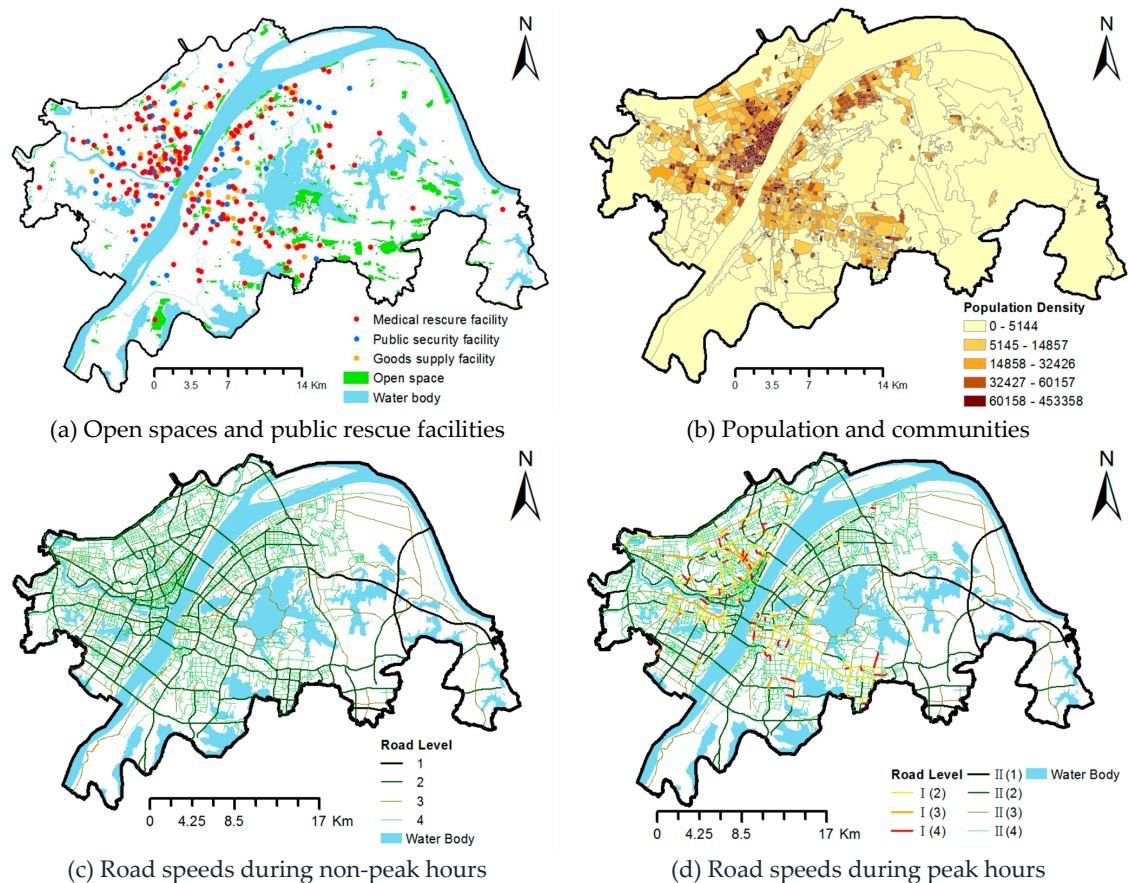 N
Medical rescure facility
Public security facility
Goods supply facility
Open space
Water body
0 3.5 7 14 Km
(a) Open spaces and public rescue facilities
N
Population Density
0 - 5144
5145 - 14857
14858 - 32426
32427 - 60157
60158 - 453358
0 3.5 7 14 Km
(b) Population and communities
N
Road Level
1
2
3
4
Water Body
0 4.25 8.5 17 Km
(c) Road speeds during non-peak hours
N
Road Level II (1) Water Body
I (2) II (2)
I (3) II (3)
I (4) II (4)
0 4.25 8.5 17 Km
(d) Road speeds during peak hours